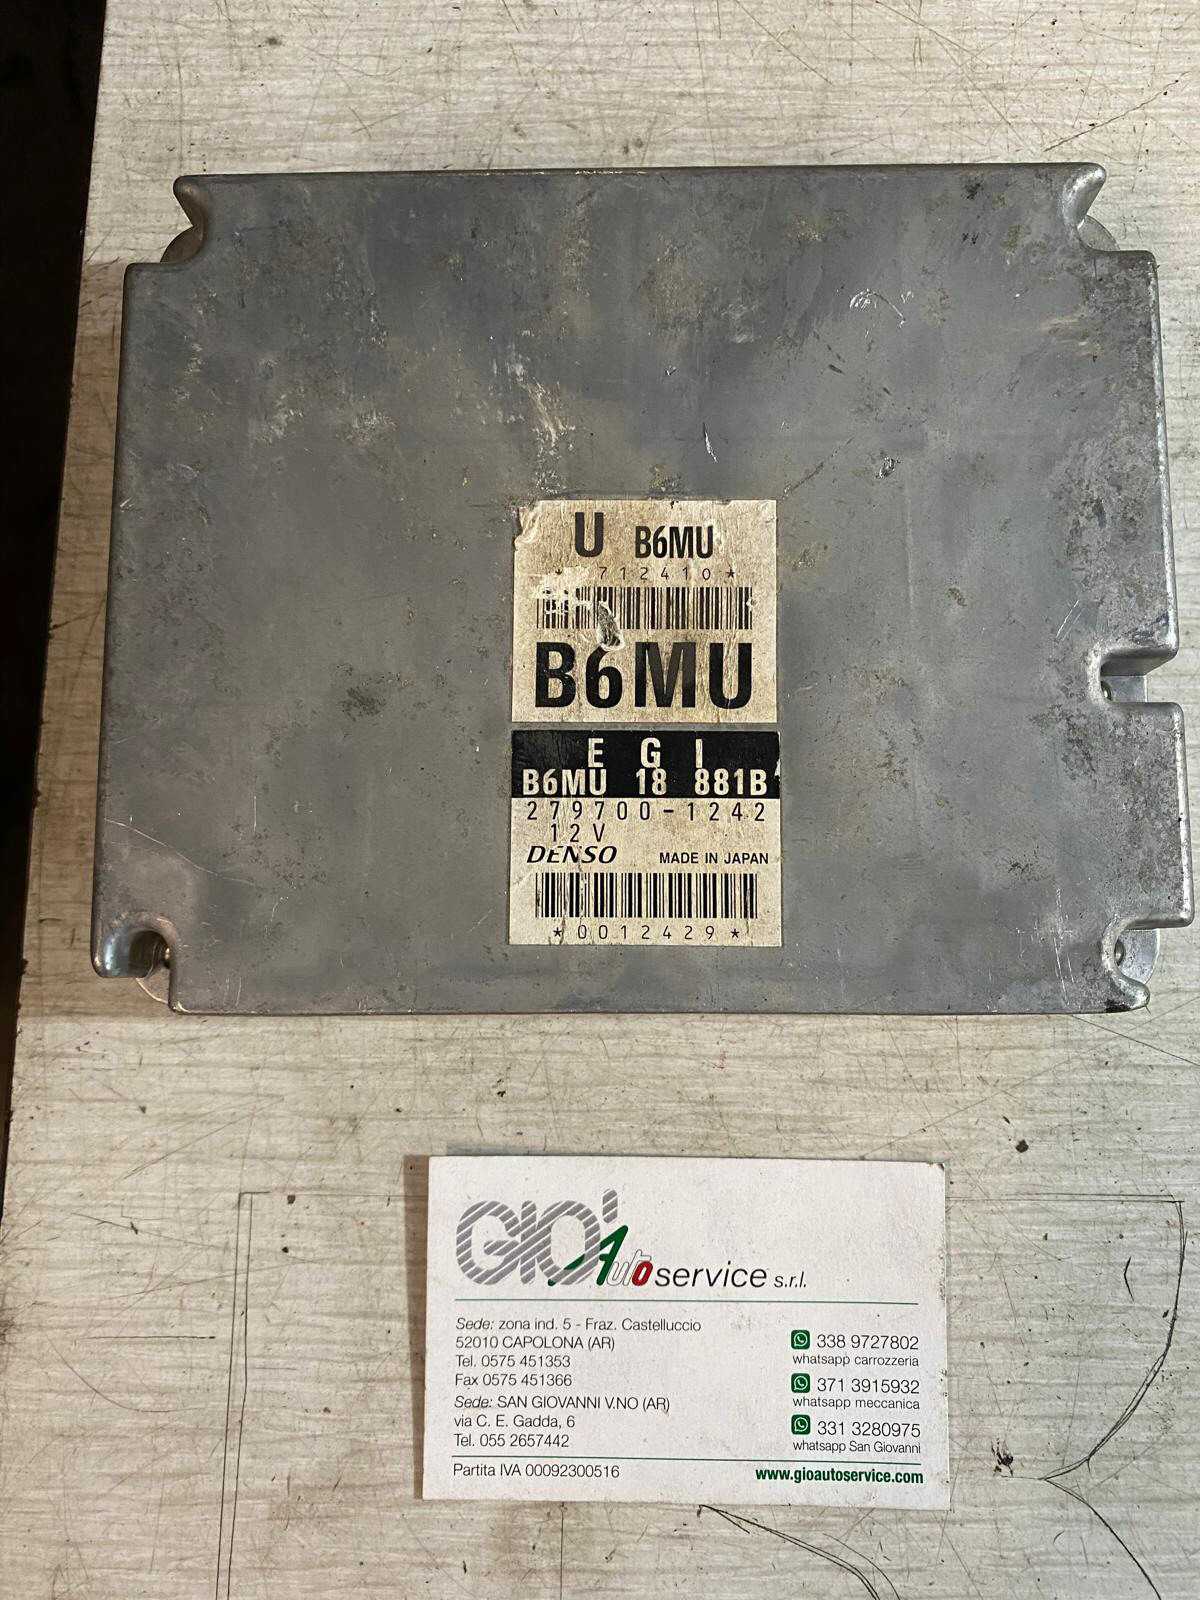 U B6MU
*712410*
B6MU
E G I
B6MU 18 881B
279700-1242
12V
DENSO MADE IN JAPAN
*0012429*
GIO' Auto service s.r.l.
Sede: zona ind. 5 - Fraz. Castelluccio
52010 CAPOLONA (AR)
Tel. 0575 451353
Fax 0575 451366
Sede: SAN GIOVANNI V.NO (AR)
via C. E. Gadda, 6
Tel. 055 2657442
338 9727802
whatsapp carrozzeria
371 3915932
whatsapp meccanica
331 3280975
whatsapp San Giovanni
Partita IVA 00092300516
www.gioautoservice.com